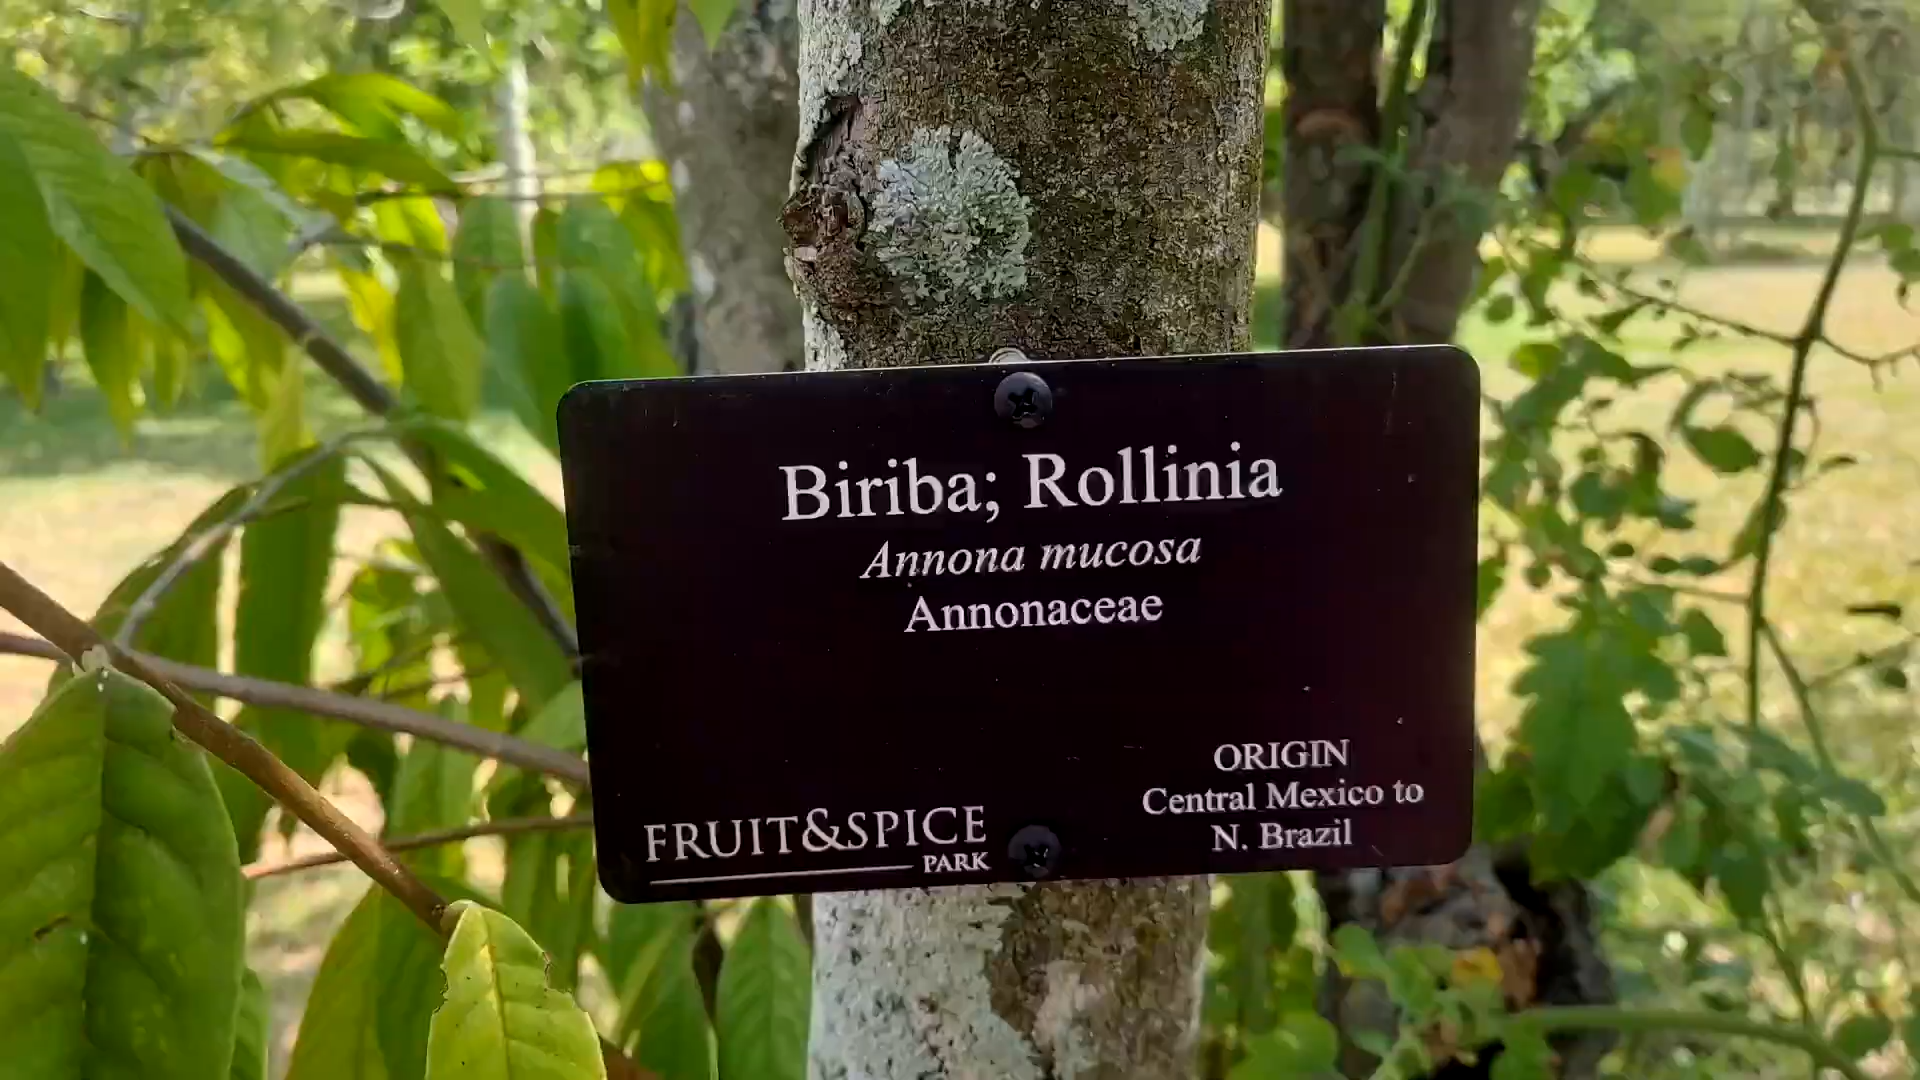 Biriba; Rollinia
Annona mucosa
Annonaceae
ORIGIN
Central Mexico to
N. Brazil
FRUIT&SPICE
PARK